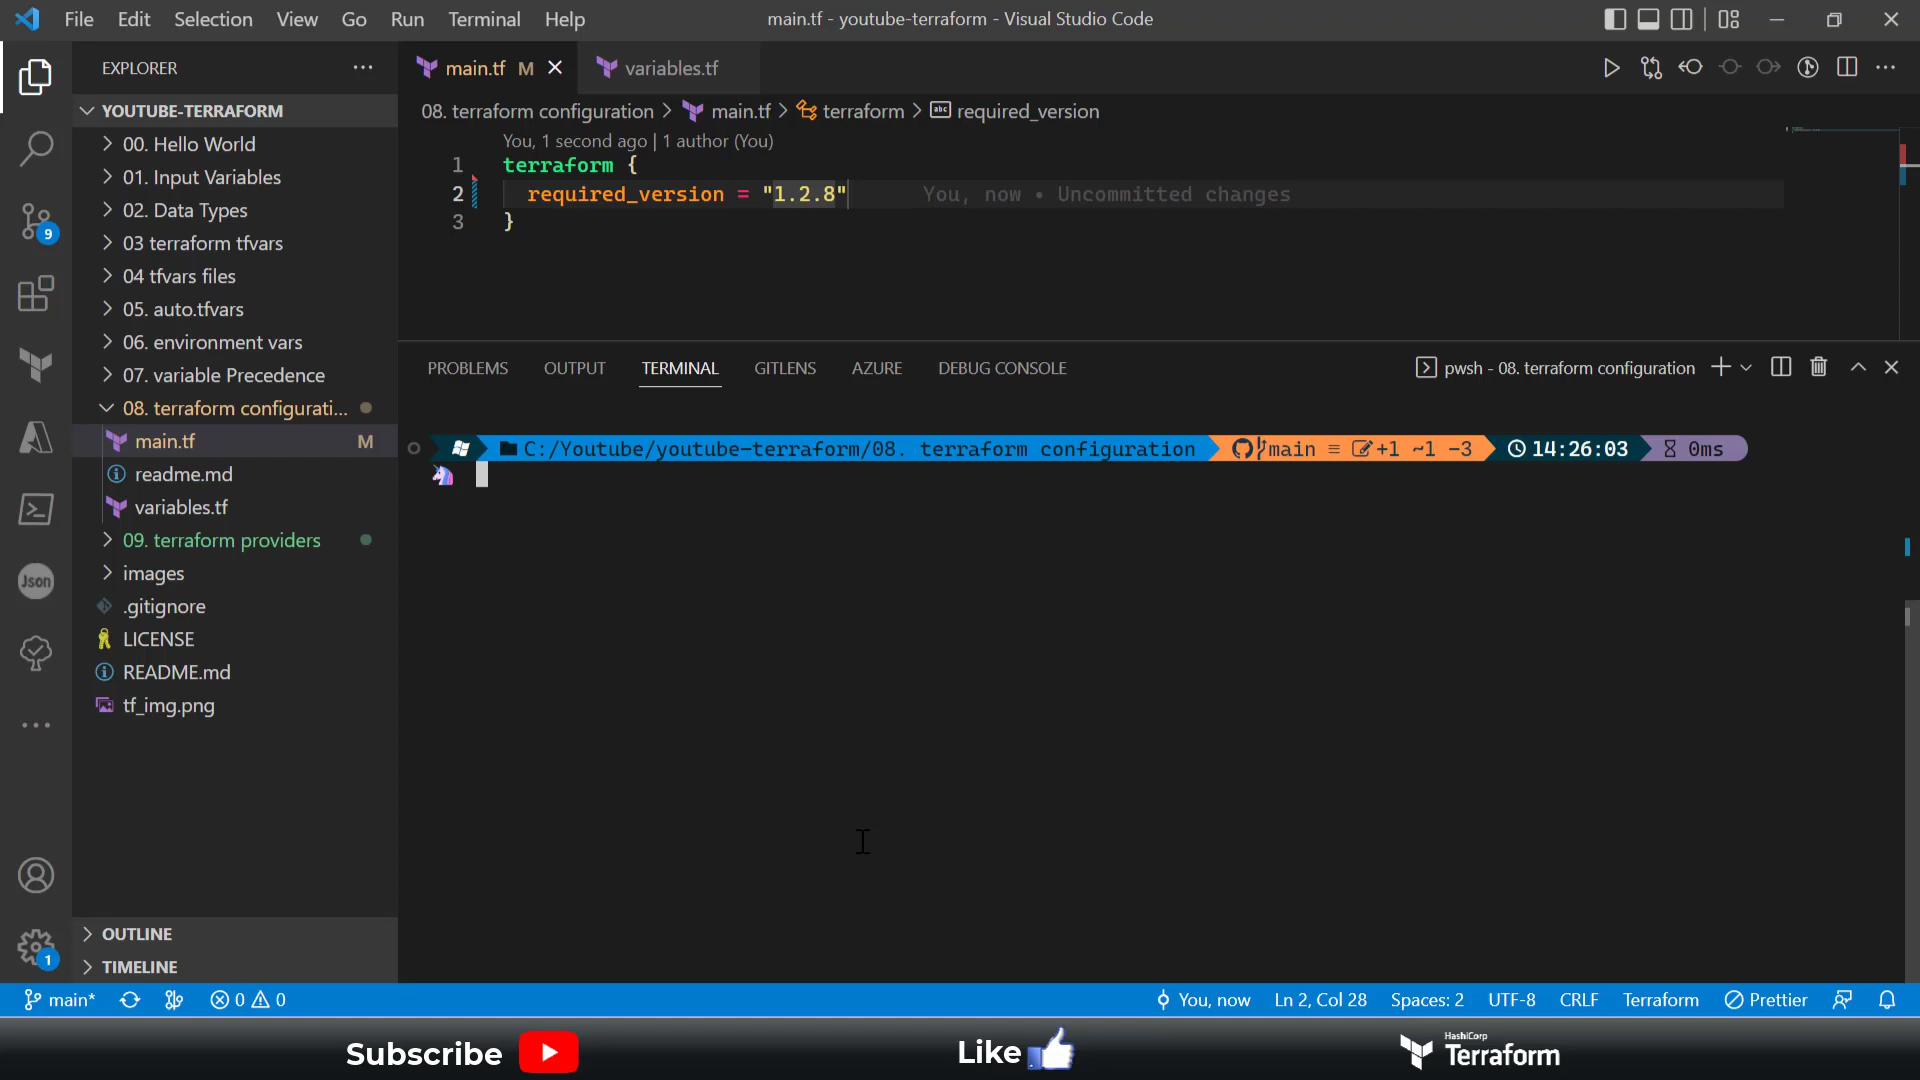 File Edit Selection View Go Run Terminal Help
main.tf - youtube-terraform - Visual Studio Code
EXPLORER
YOUTUBE-TERRAFORM
00. Hello World
01. Input Variables
02. Data Types
03 terraform tfvars
04 tfvars files
05. auto.tfvars
06. environment vars
07. variable Precedence
08. terraform configurati...
main.tf M
readme.md
variables.tf
09. terraform providers
images
.gitignore
LICENSE
README.md
tf_img.png
OUTLINE
TIMELINE
9
Json
1
main.tf M
variables.tf
08. terraform configuration > main.tf > terraform > abc required_version
You, 1 second ago | 1 author (You)
1 terraform {
2 required_version = "1.2.8" You, now • Uncommitted changes
3 }
PROBLEMS OUTPUT TERMINAL GITLENS AZURE DEBUG CONSOLE
pwsh - 08. terraform configuration
C:/Youtube/youtube-terraform/08. terraform configuration main ≡ +1 ~1 -3 14:26:03 0ms
main* 0 0 You, now Ln 2, Col 28 Spaces: 2 UTF-8 CRLF Terraform Prettier
Subscribe
Like
HashiCorp
Terraform